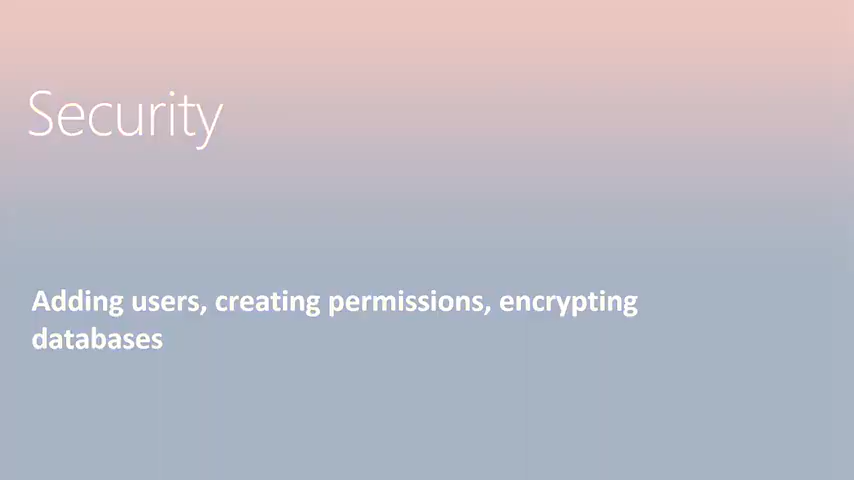 Security
Adding users, creating permissions, encrypting
databases